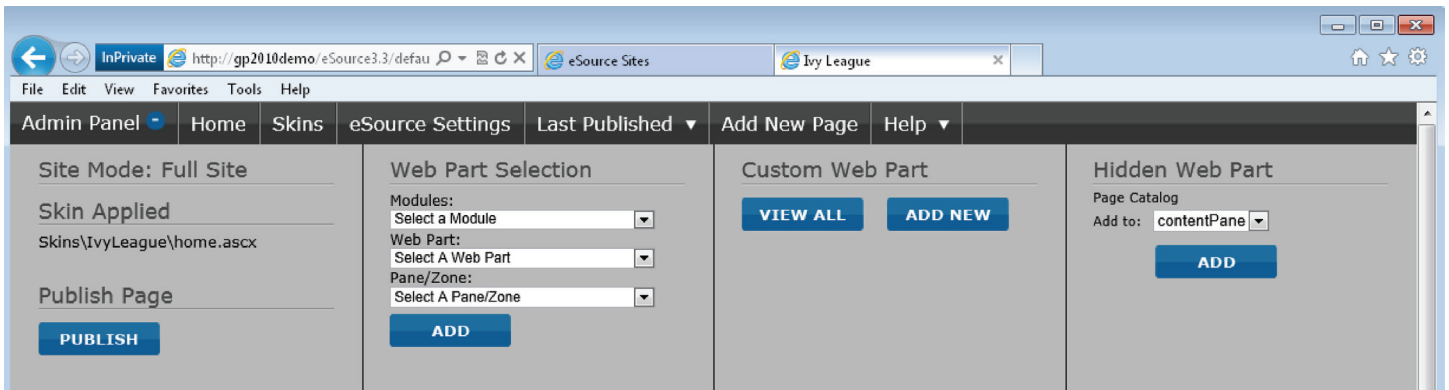 InPrivate http://gp2010demo/eSource3.3/defau eSource Sites Ivy League
File Edit View Favorites Tools Help
Admin Panel Home Skins eSource Settings Last Published ▼ Add New Page Help ▼
Site Mode: Full Site
Skin Applied
Skins\IvyLeague\home.ascx
Publish Page
PUBLISH
Web Part Selection
Modules:
Select a Module
Web Part:
Select A Web Part
Pane/Zone:
Select A Pane/Zone
ADD
Custom Web Part
VIEW ALL ADD NEW
Hidden Web Part
Page Catalog
Add to: contentPane
ADD